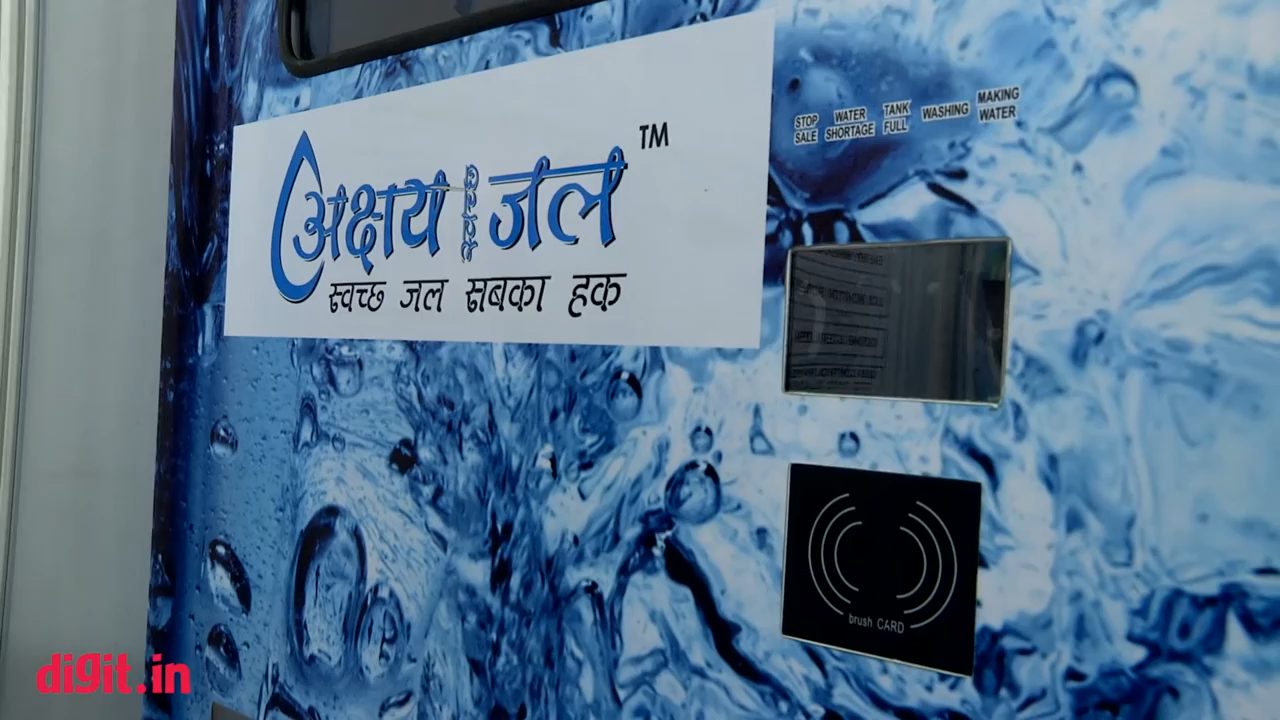 अक्षय स्वच्छ जल TM
स्वच्छ जल सबका हक
STOP SALE
WATER SHORTAGE
TANK FULL
WASHING
MAKING WATER
brush CARD
digit.in